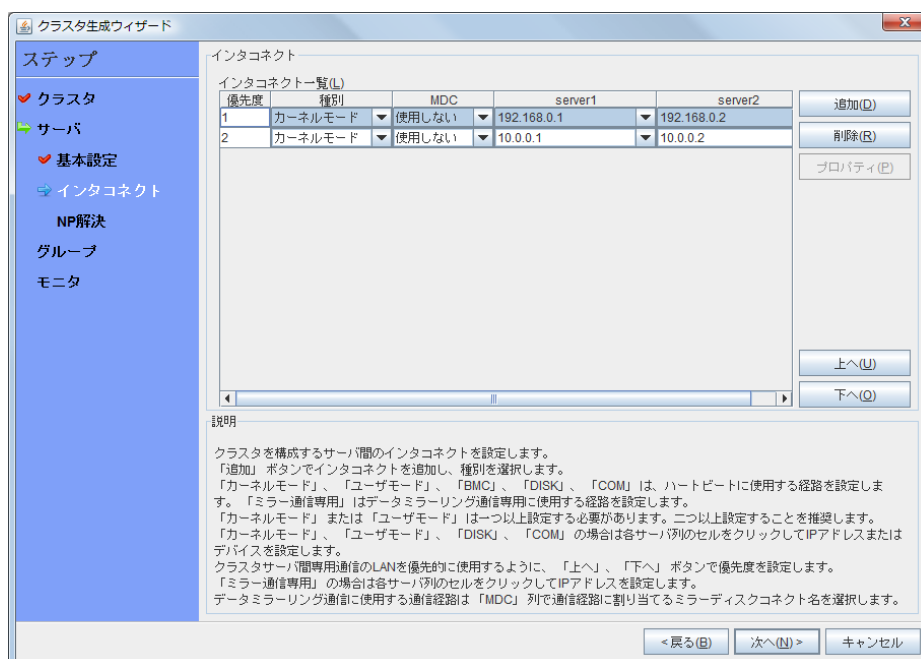 クラスタ生成ウィザード
ステップ
クラスタ
サーバ
基本設定
インタコネクト
NP解決
グループ
モニタ
インタコネクト
インタコネクト一覧(L)
優先度 種別 MDC server1 server2
1 カーネルモード 使用しない 192.168.0.1 192.168.0.2
2 カーネルモード 使用しない 10.0.0.1 10.0.0.2
追加(D)
削除(R)
プロパティ(P)
上へ(U)
下へ(O)
説明
クラスタを構成するサーバ間のインタコネクトを設定します。
「追加」 ボタンでインタコネクトを追加し、種別を選択します。
「カーネルモード」、 「ユーザモード」、 「BMC」、 「DISK」、 「COM」 は、ハートビートに使用する経路を設定しま
す。 「ミラー通信専用」 はデータミラーリング通信専用に使用する経路を設定します。
「カーネルモード」 または 「ユーザモード」 は一つ以上設定する必要があります。二つ以上設定することを推奨します。
「カーネルモード」、 「ユーザモード」、 「DISK」、 「COM」 の場合は各サーバ列のセルをクリックしてIPアドレスまたは
デバイスを設定します。
クラスタサーバ間専用通信のLANを優先的に使用するように、 「上へ」、 「下へ」 ボタンで優先度を設定します。
「ミラー通信専用」 の場合は各サーバ列のセルをクリックしてIPアドレスを設定します。
データミラーリング通信に使用する通信経路は 「MDC」 列で通信経路に割り当てるミラーディスクコネクト名を選択します。
<戻る(B) 次へ(N)> キャンセル